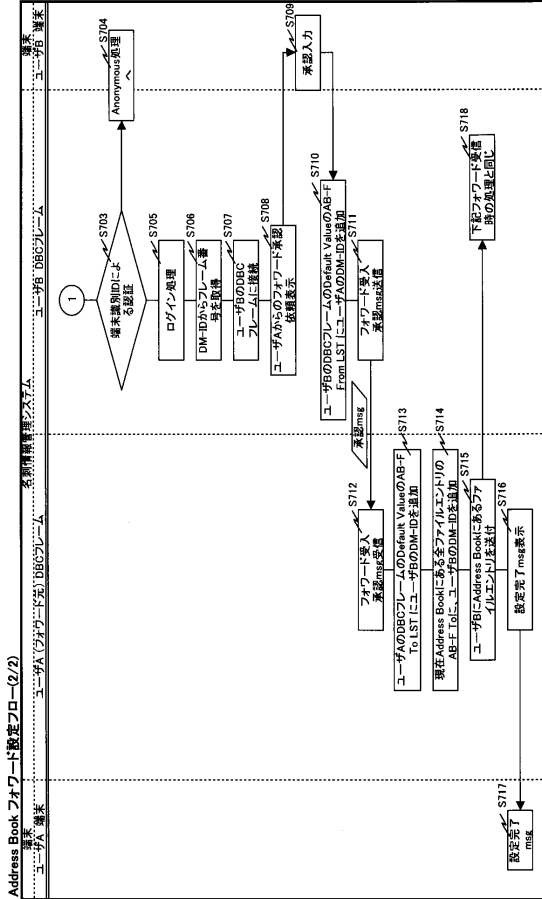 Address Book フォワード設定フロー(2/2)
端末
名刺情報管理システム
端末
ユーザA 端末
ユーザA (フォワード元) DBCフレーム
ユーザB DBCフレーム
ユーザB 端末
1
S703
端末識別IDによ
る認証
S704
Anonymous処理
へ
S705
ログイン処理
S706
DM-IDからフレーム番
号を取得
S707
ユーザBのDBC
フレームに接続
S708
ユーザAからのフォワード承認
依頼表示
S709
承認入力
S710
ユーザBのDBCフレームのDefault ValueのAB-F
From LST にユーザAのDM-IDを追加
S711
フォワード受入
承認msg送信
承認msg
S712
フォワード受入
承認msg受信
S713
ユーザAのDBCフレームのDefault ValueのAB-F
To LST にユーザBのDM-IDを追加
S714
現在Address Bookにある全ファイルエントリの
AB-F Toに、ユーザBのDM-IDを追加
S715
ユーザBにAddress Bookにあるファ
イルエントリを送付
S716
設定完了msg表示
S717
設定完了
msg
S718
下記フォワード受信
時の処理と同じ